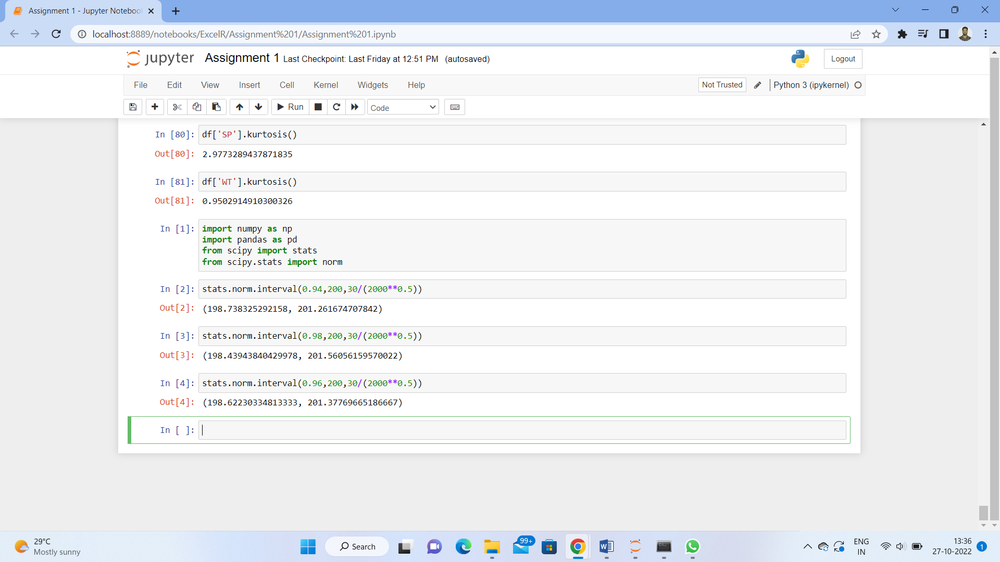 Assignment 1 - Jupyter Notebook
localhost:8889/notebooks/ExcelR/Assignment%201/Assignment%201.ipynb
jupyter Assignment 1 Last Checkpoint: Last Friday at 12:51 PM (autosaved)
Logout
File Edit View Insert Cell Kernel Widgets Help
Not Trusted
Python 3 (ipykernel)
Run
Code
In [80]: df['SP'].kurtosis()
Out[80]: 2.9773289437871835
In [81]: df['WT'].kurtosis()
Out[81]: 0.9502914910300326
In [1]: import numpy as np
import pandas as pd
from scipy import stats
from scipy.stats import norm
In [2]: stats.norm.interval(0.94,200,30/(2000**0.5))
Out[2]: (198.738325292158, 201.261674707842)
In [3]: stats.norm.interval(0.98,200,30/(2000**0.5))
Out[3]: (198.43943840429978, 201.56056159570022)
In [4]: stats.norm.interval(0.96,200,30/(2000**0.5))
Out[4]: (198.62230334813333, 201.37769665186667)
In [ ]:
29°C
Mostly sunny
Search
99+
ENG
IN
13:36
27-10-2022
1